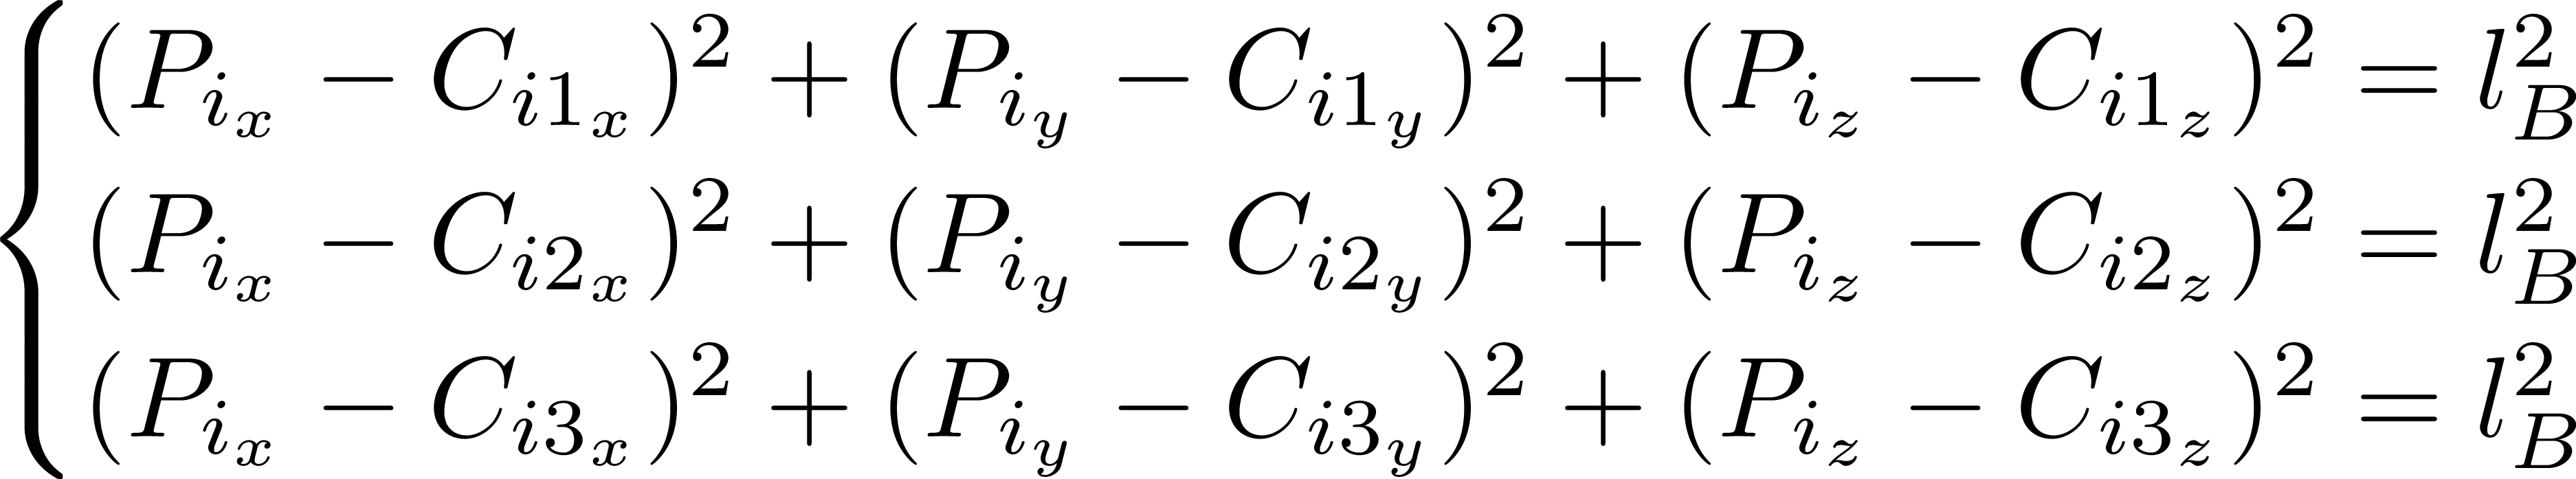 (P_{i_x} − C_{i1_x})^2 + (P_{i_y} − C_{i1_y})^2 + (P_{i_z} − C_{i1_z})^2 = l_B^2
(P_{i_x} − C_{i2_x})^2 + (P_{i_y} − C_{i2_y})^2 + (P_{i_z} − C_{i2_z})^2 = l_B^2
(P_{i_x} − C_{i3_x})^2 + (P_{i_y} − C_{i3_y})^2 + (P_{i_z} − C_{i3_z})^2 = l_B^2